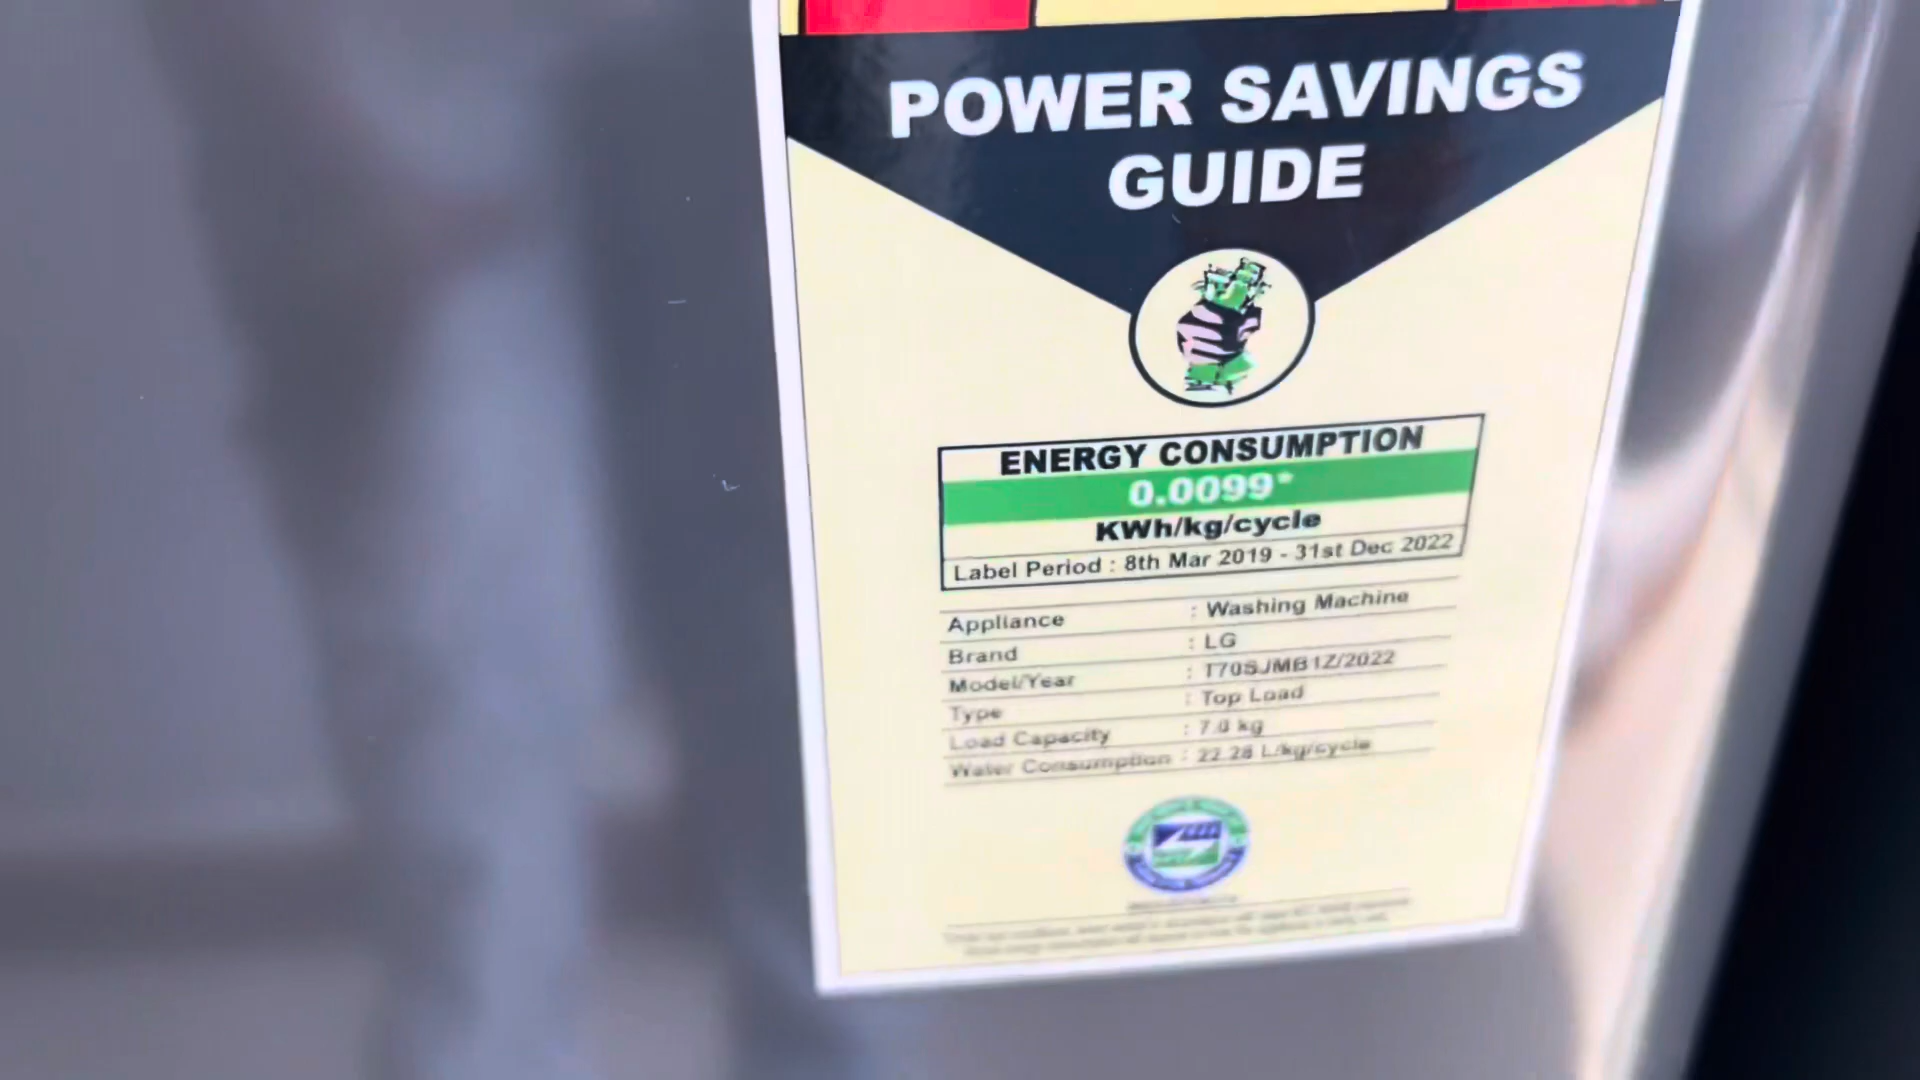 POWER SAVINGS
GUIDE
ENERGY CONSUMPTION
0.0099*
KWh/kg/cycle
Label Period : 8th Mar 2019 - 31st Dec 2022
Appliance : Washing Machine
Brand : LG
Model/Year : T70SJMB1Z/2022
Type : Top Load
Load Capacity : 7.0 kg
Water Consumption : 22.28 L/kg/cycle